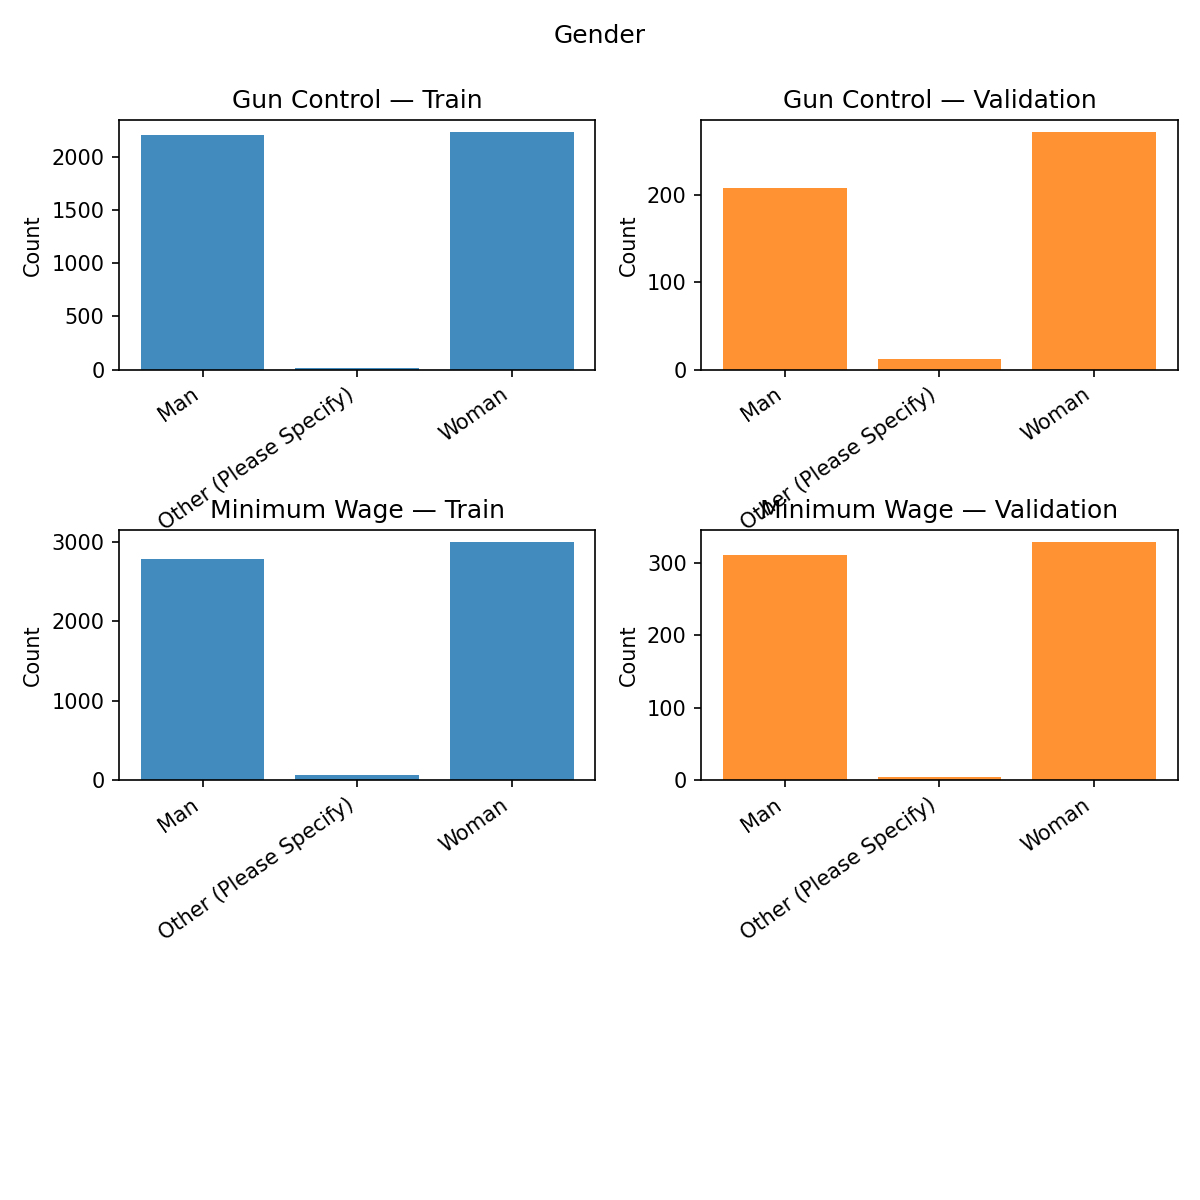 Gender
Gun Control — Train
Count
2000
1500
1000
500
0
Man
Other (Please Specify)
Woman
Gun Control — Validation
Count
200
100
0
Man
Other (Please Specify)
Woman
Minimum Wage — Train
Count
3000
2000
1000
0
Man
Other (Please Specify)
Woman
Minimum Wage — Validation
Count
300
200
100
0
Man
Other (Please Specify)
Woman